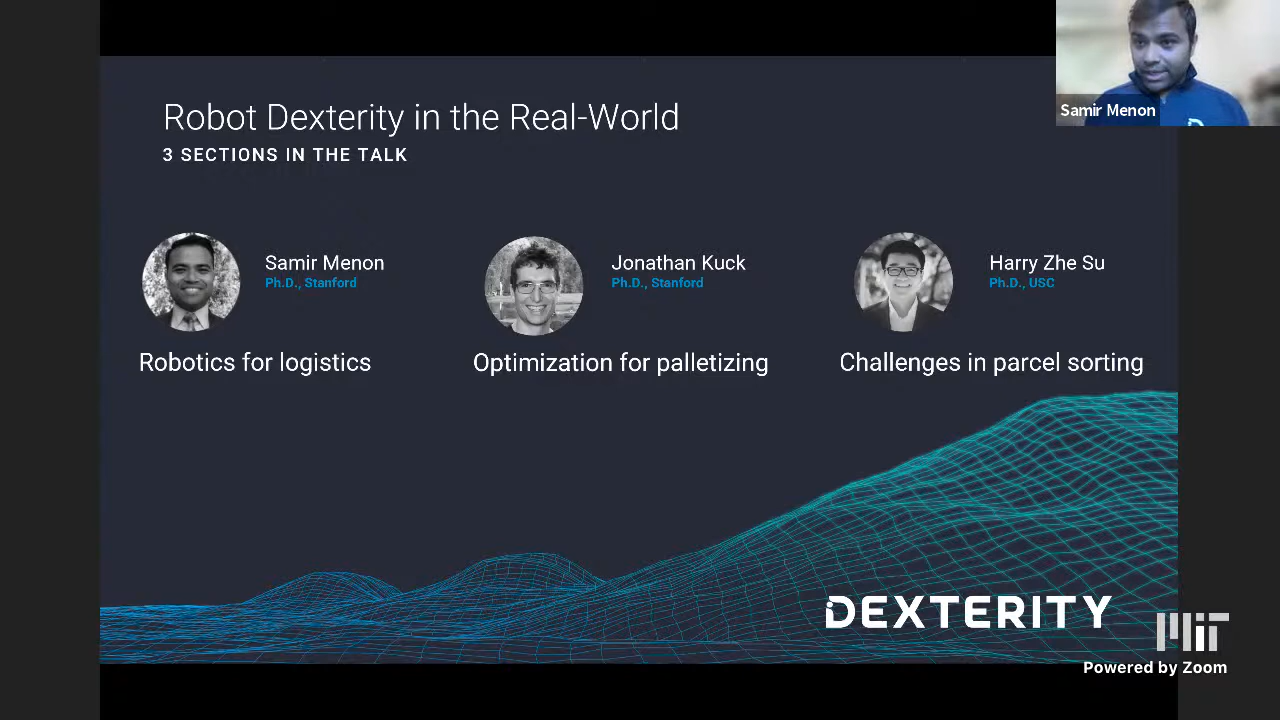 Robot Dexterity in the Real-World
3 SECTIONS IN THE TALK
Samir Menon
Samir Menon
Ph.D., Stanford
Jonathan Kuck
Ph.D., Stanford
Harry Zhe Su
Ph.D., USC
Robotics for logistics
Optimization for palletizing
Challenges in parcel sorting
DEXTERITY
MIT
Powered by Zoom